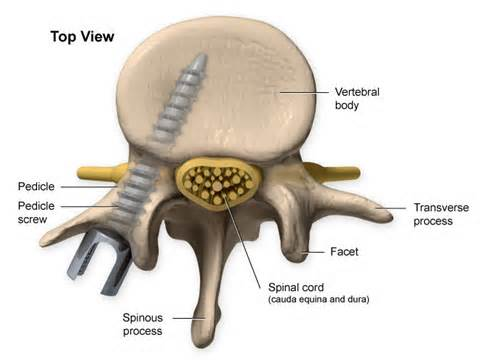 Top View
Vertebral
body
Pedicle
Pedicle
screw
Transverse
process
Facet
Spinal cord
(cauda equina and dura)
Spinous
process